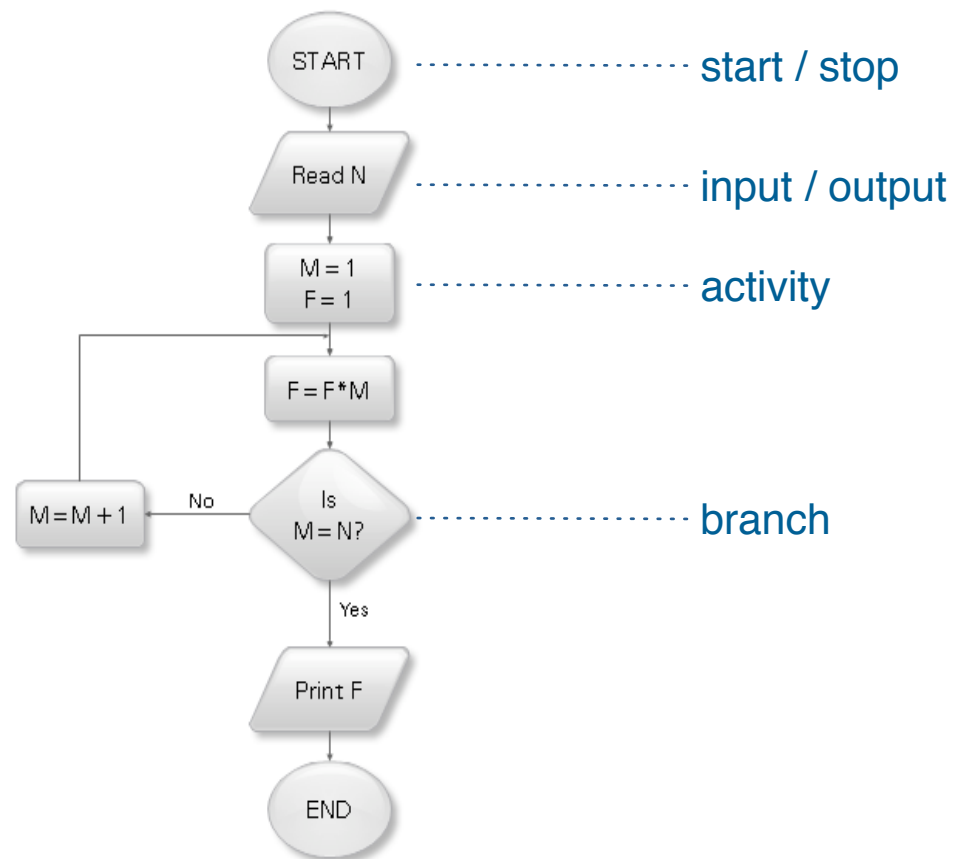 START
start / stop
Read N
input / output
M = 1
F = 1
activity
F = F*M
M = M + 1
No
Is
M = N?
branch
Yes
Print F
END